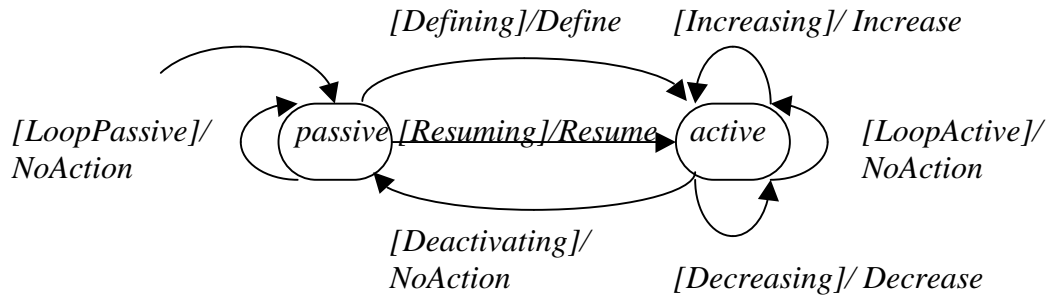 [Defining]/Define
[Increasing]/ Increase
[LoopPassive]/
NoAction
passive
[Resuming]/Resume
active
[LoopActive]/
NoAction
[Deactivating]/
NoAction
[Decreasing]/ Decrease